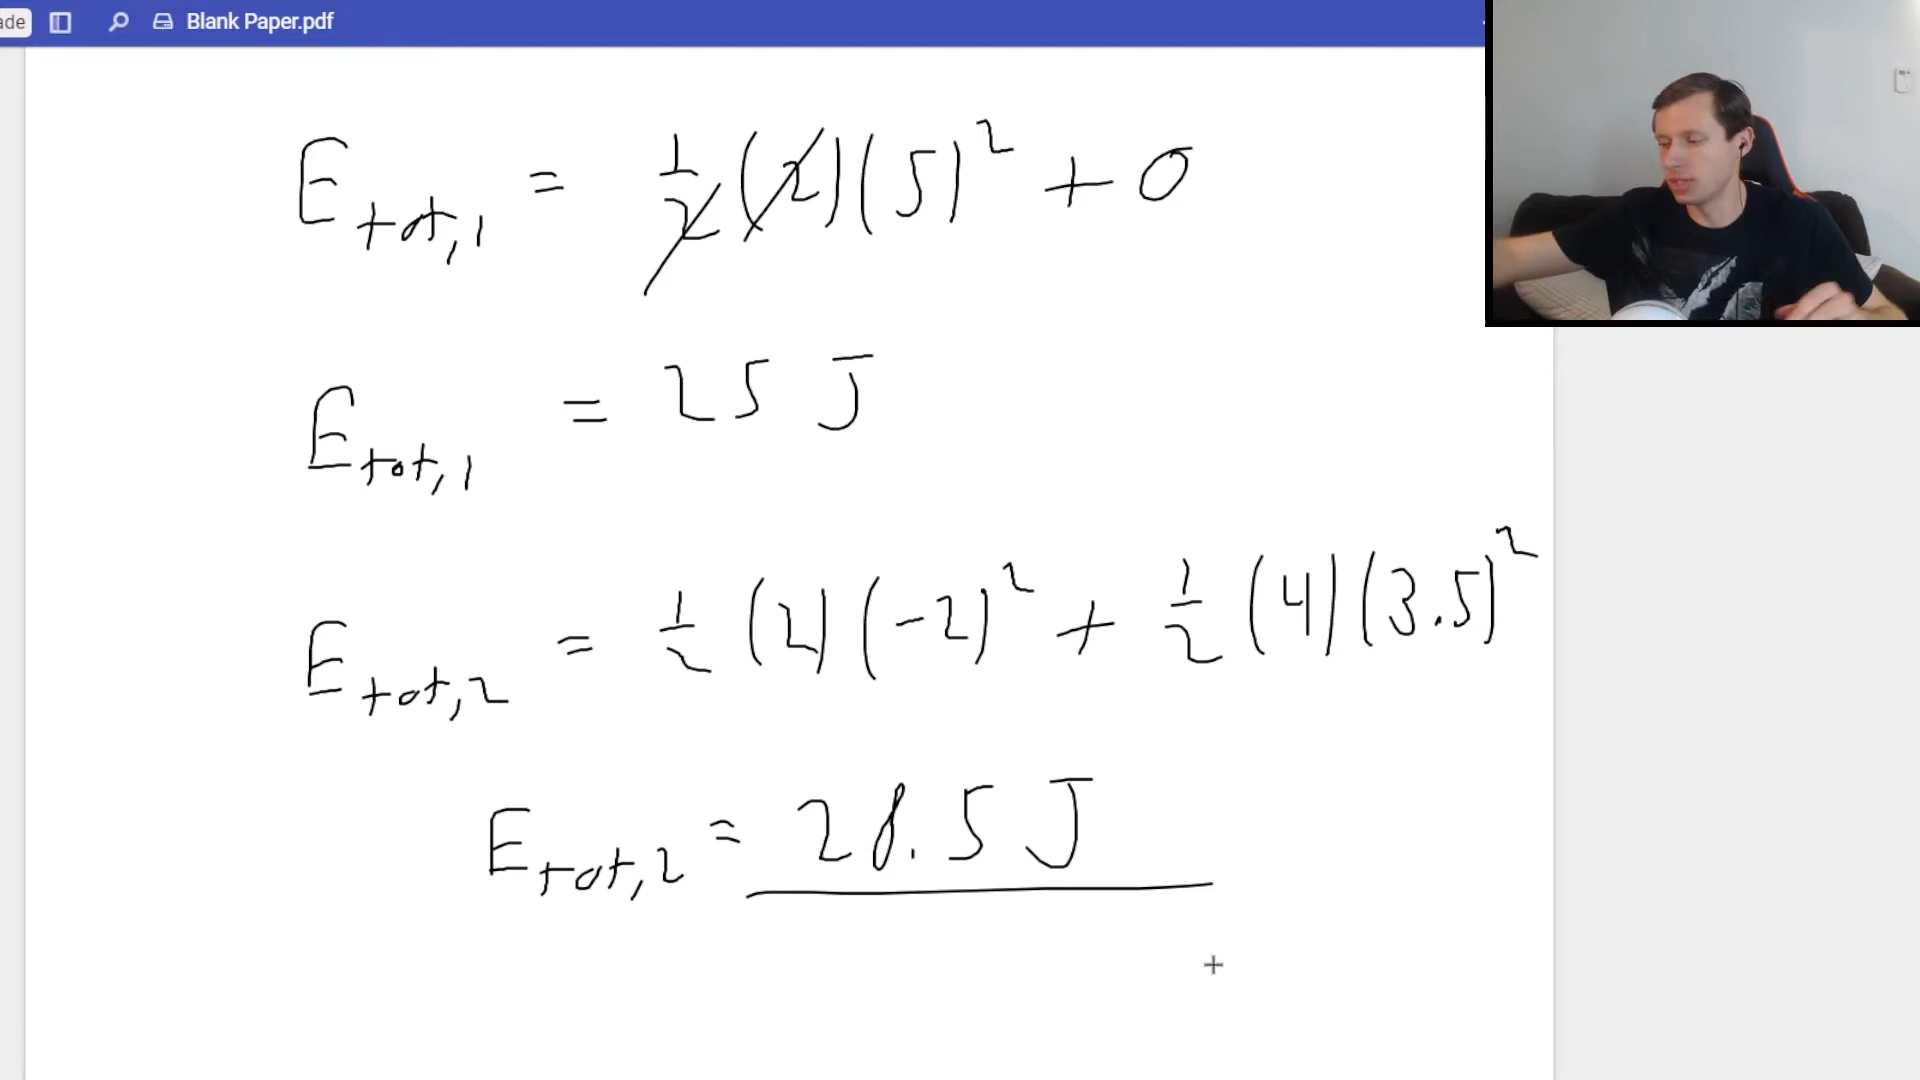 ade Blank Paper.pdf
E_tot,1 = 1/2 (2)(5)^2 + 0
E_tot,1 = 25 J
E_tot,2 = 1/2 (2)(-2)^2 + 1/2 (4)(3.5)^2
E_tot,2 = 28.5 J